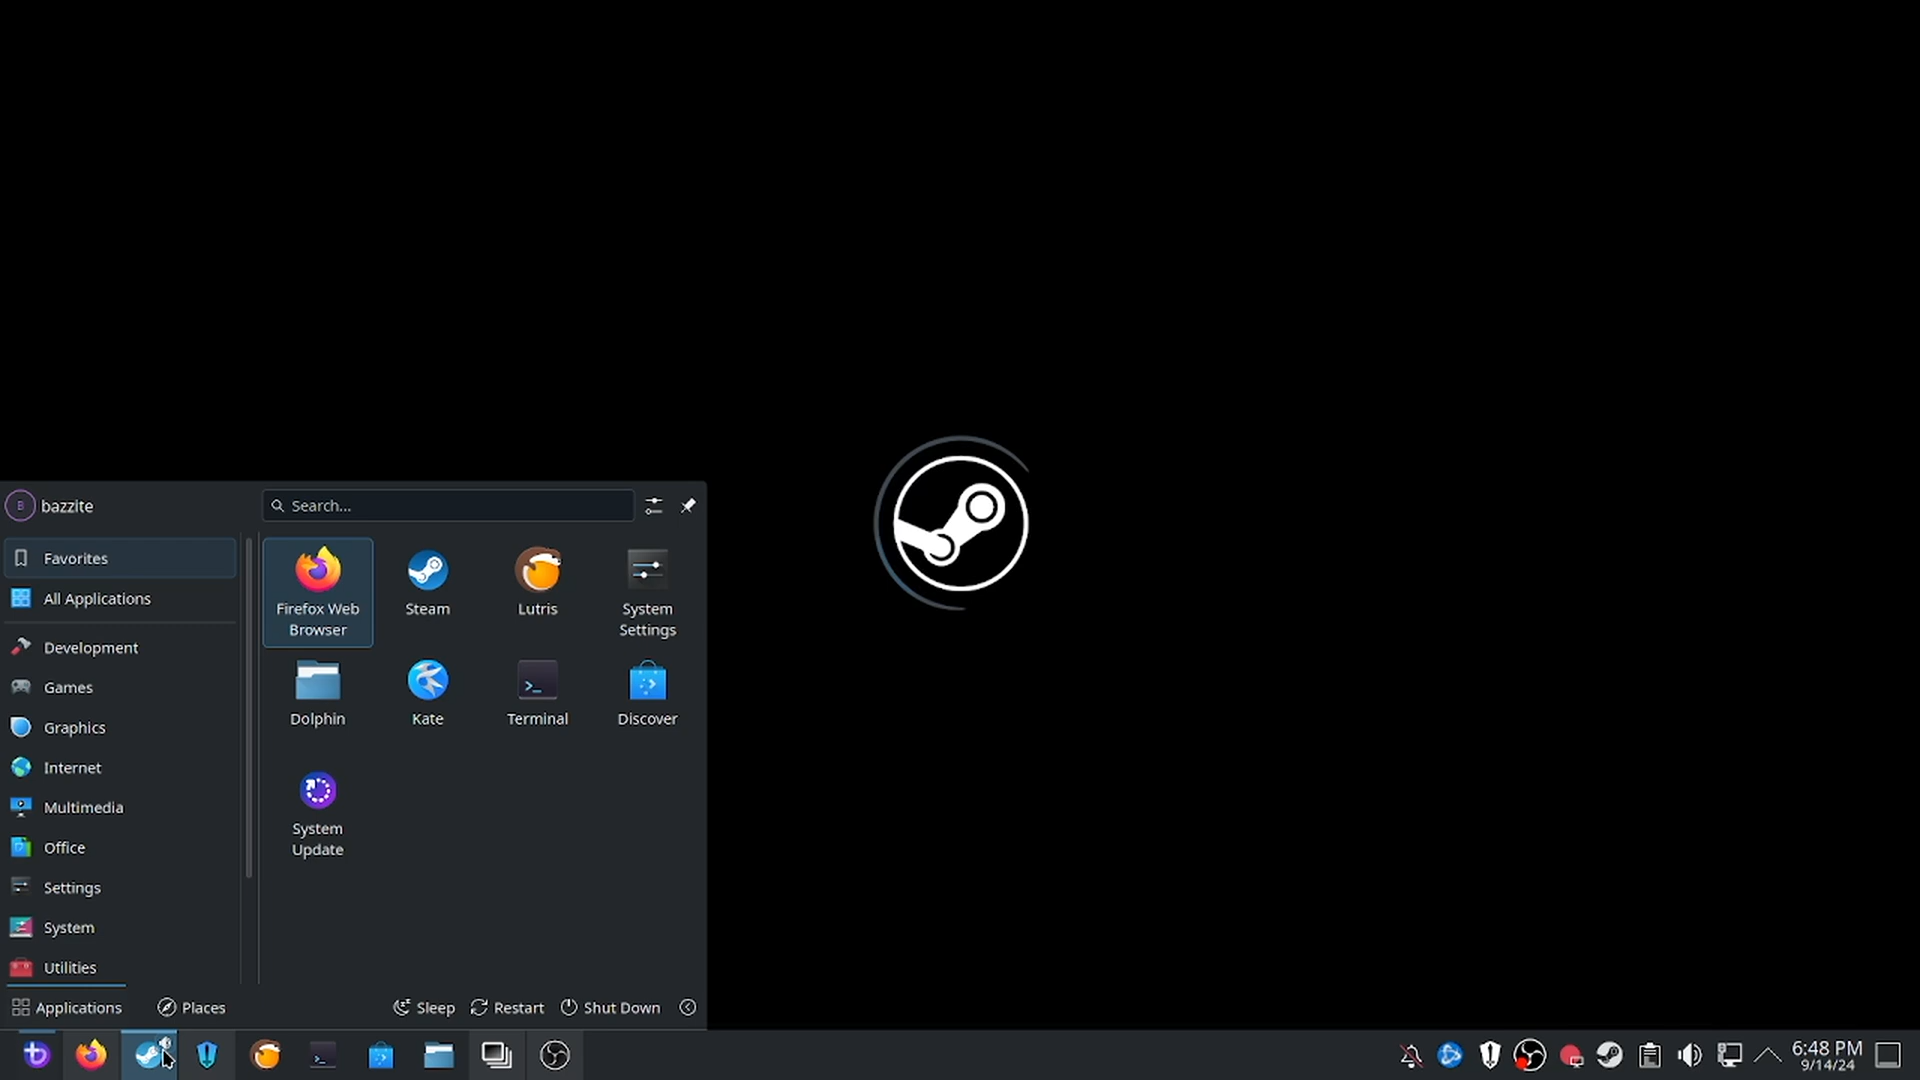 bazzite
Search...
Favorites
All Applications
Development
Games
Graphics
Internet
Multimedia
Office
Settings
System
Utilities
Firefox Web
Browser
Steam
Lutris
System
Settings
Dolphin
Kate
Terminal
Discover
System
Update
Applications
Places
Sleep
Restart
Shut Down
6:48 PM
9/14/24